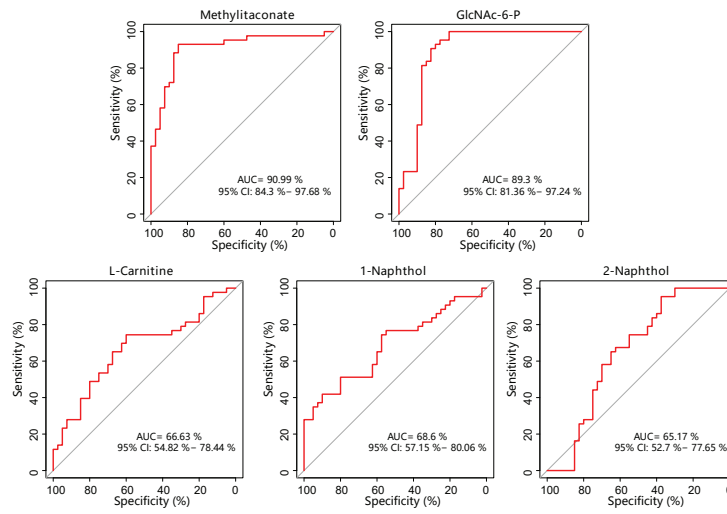 Methylitaconate
Sensitivity (%)
0 20 40 60 80 100
AUC= 90.99 %
95% CI: 84.3 %− 97.68 %
100 80 60 40 20 0
Specificity (%)
GlcNAc-6-P
Sensitivity (%)
0 20 40 60 80 100
AUC= 89.3 %
95% CI: 81.36 %− 97.24 %
100 80 60 40 20 0
Specificity (%)
L-Carnitine
Sensitivity (%)
0 20 40 60 80 100
AUC= 66.63 %
95% CI: 54.82 %− 78.44 %
100 80 60 40 20 0
Specificity (%)
1-Naphthol
Sensitivity (%)
0 20 40 60 80 100
AUC= 68.6 %
95% CI: 57.15 %− 80.06 %
100 80 60 40 20 0
Specificity (%)
2-Naphthol
Sensitivity (%)
0 20 40 60 80 100
AUC= 65.17 %
95% CI: 52.7 %− 77.65 %
100 80 60 40 20 0
Specificity (%)